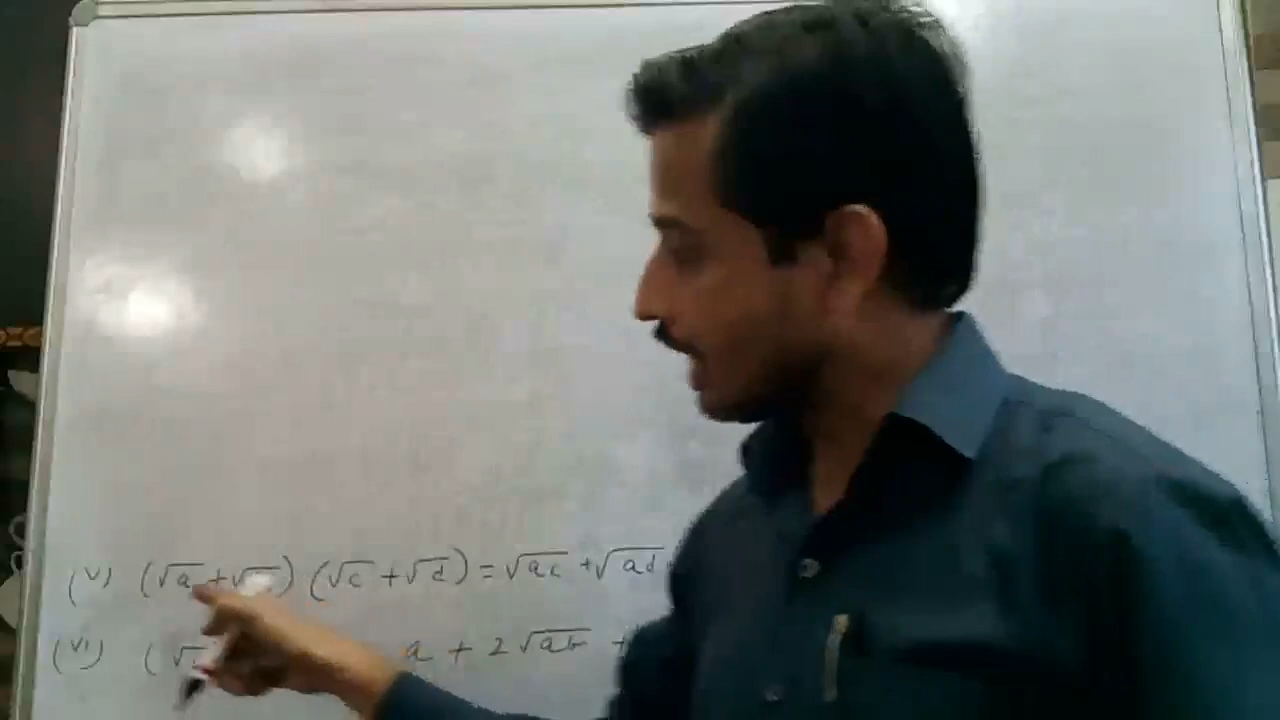 (V) (√a + √ ) (√c + √d) = √ac + √ad
(VI) (√ a + 2√ab +